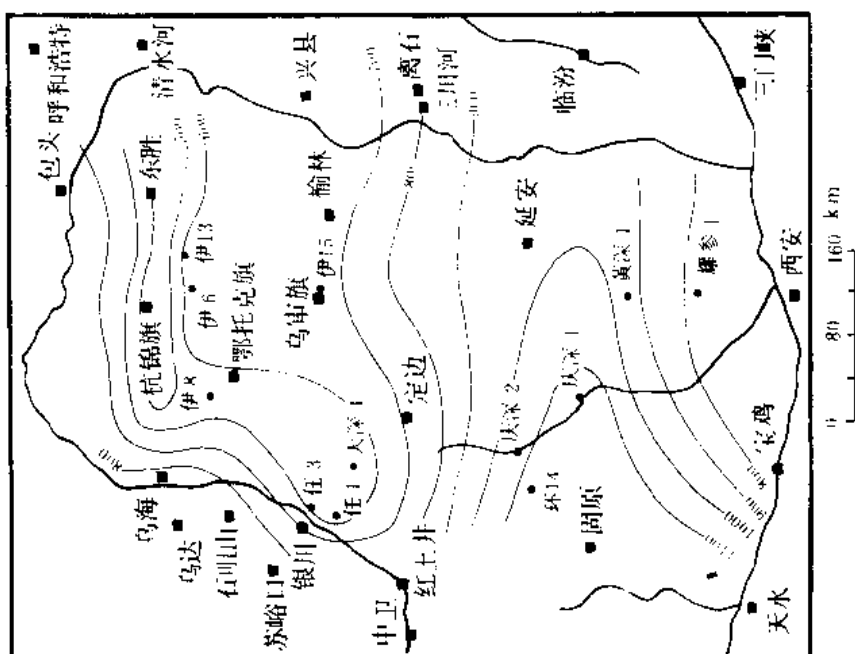 呼和浩特
包头
清水河
东胜
兴县
离石
三川河
临汾
三门峡
榆林
延安
杭锦旗
伊13
伊6
伊8
鄂托克旗
乌审旗
伊15
定边
天深1
任3
任1
乌海
乌达
石嘴山
银川
苏峪口
中卫
红土井
庆深2
庆深1
环14
固原
黄深1
耀参1
西安
宝鸡
天水
800
800
900
1000
0 80 160 km